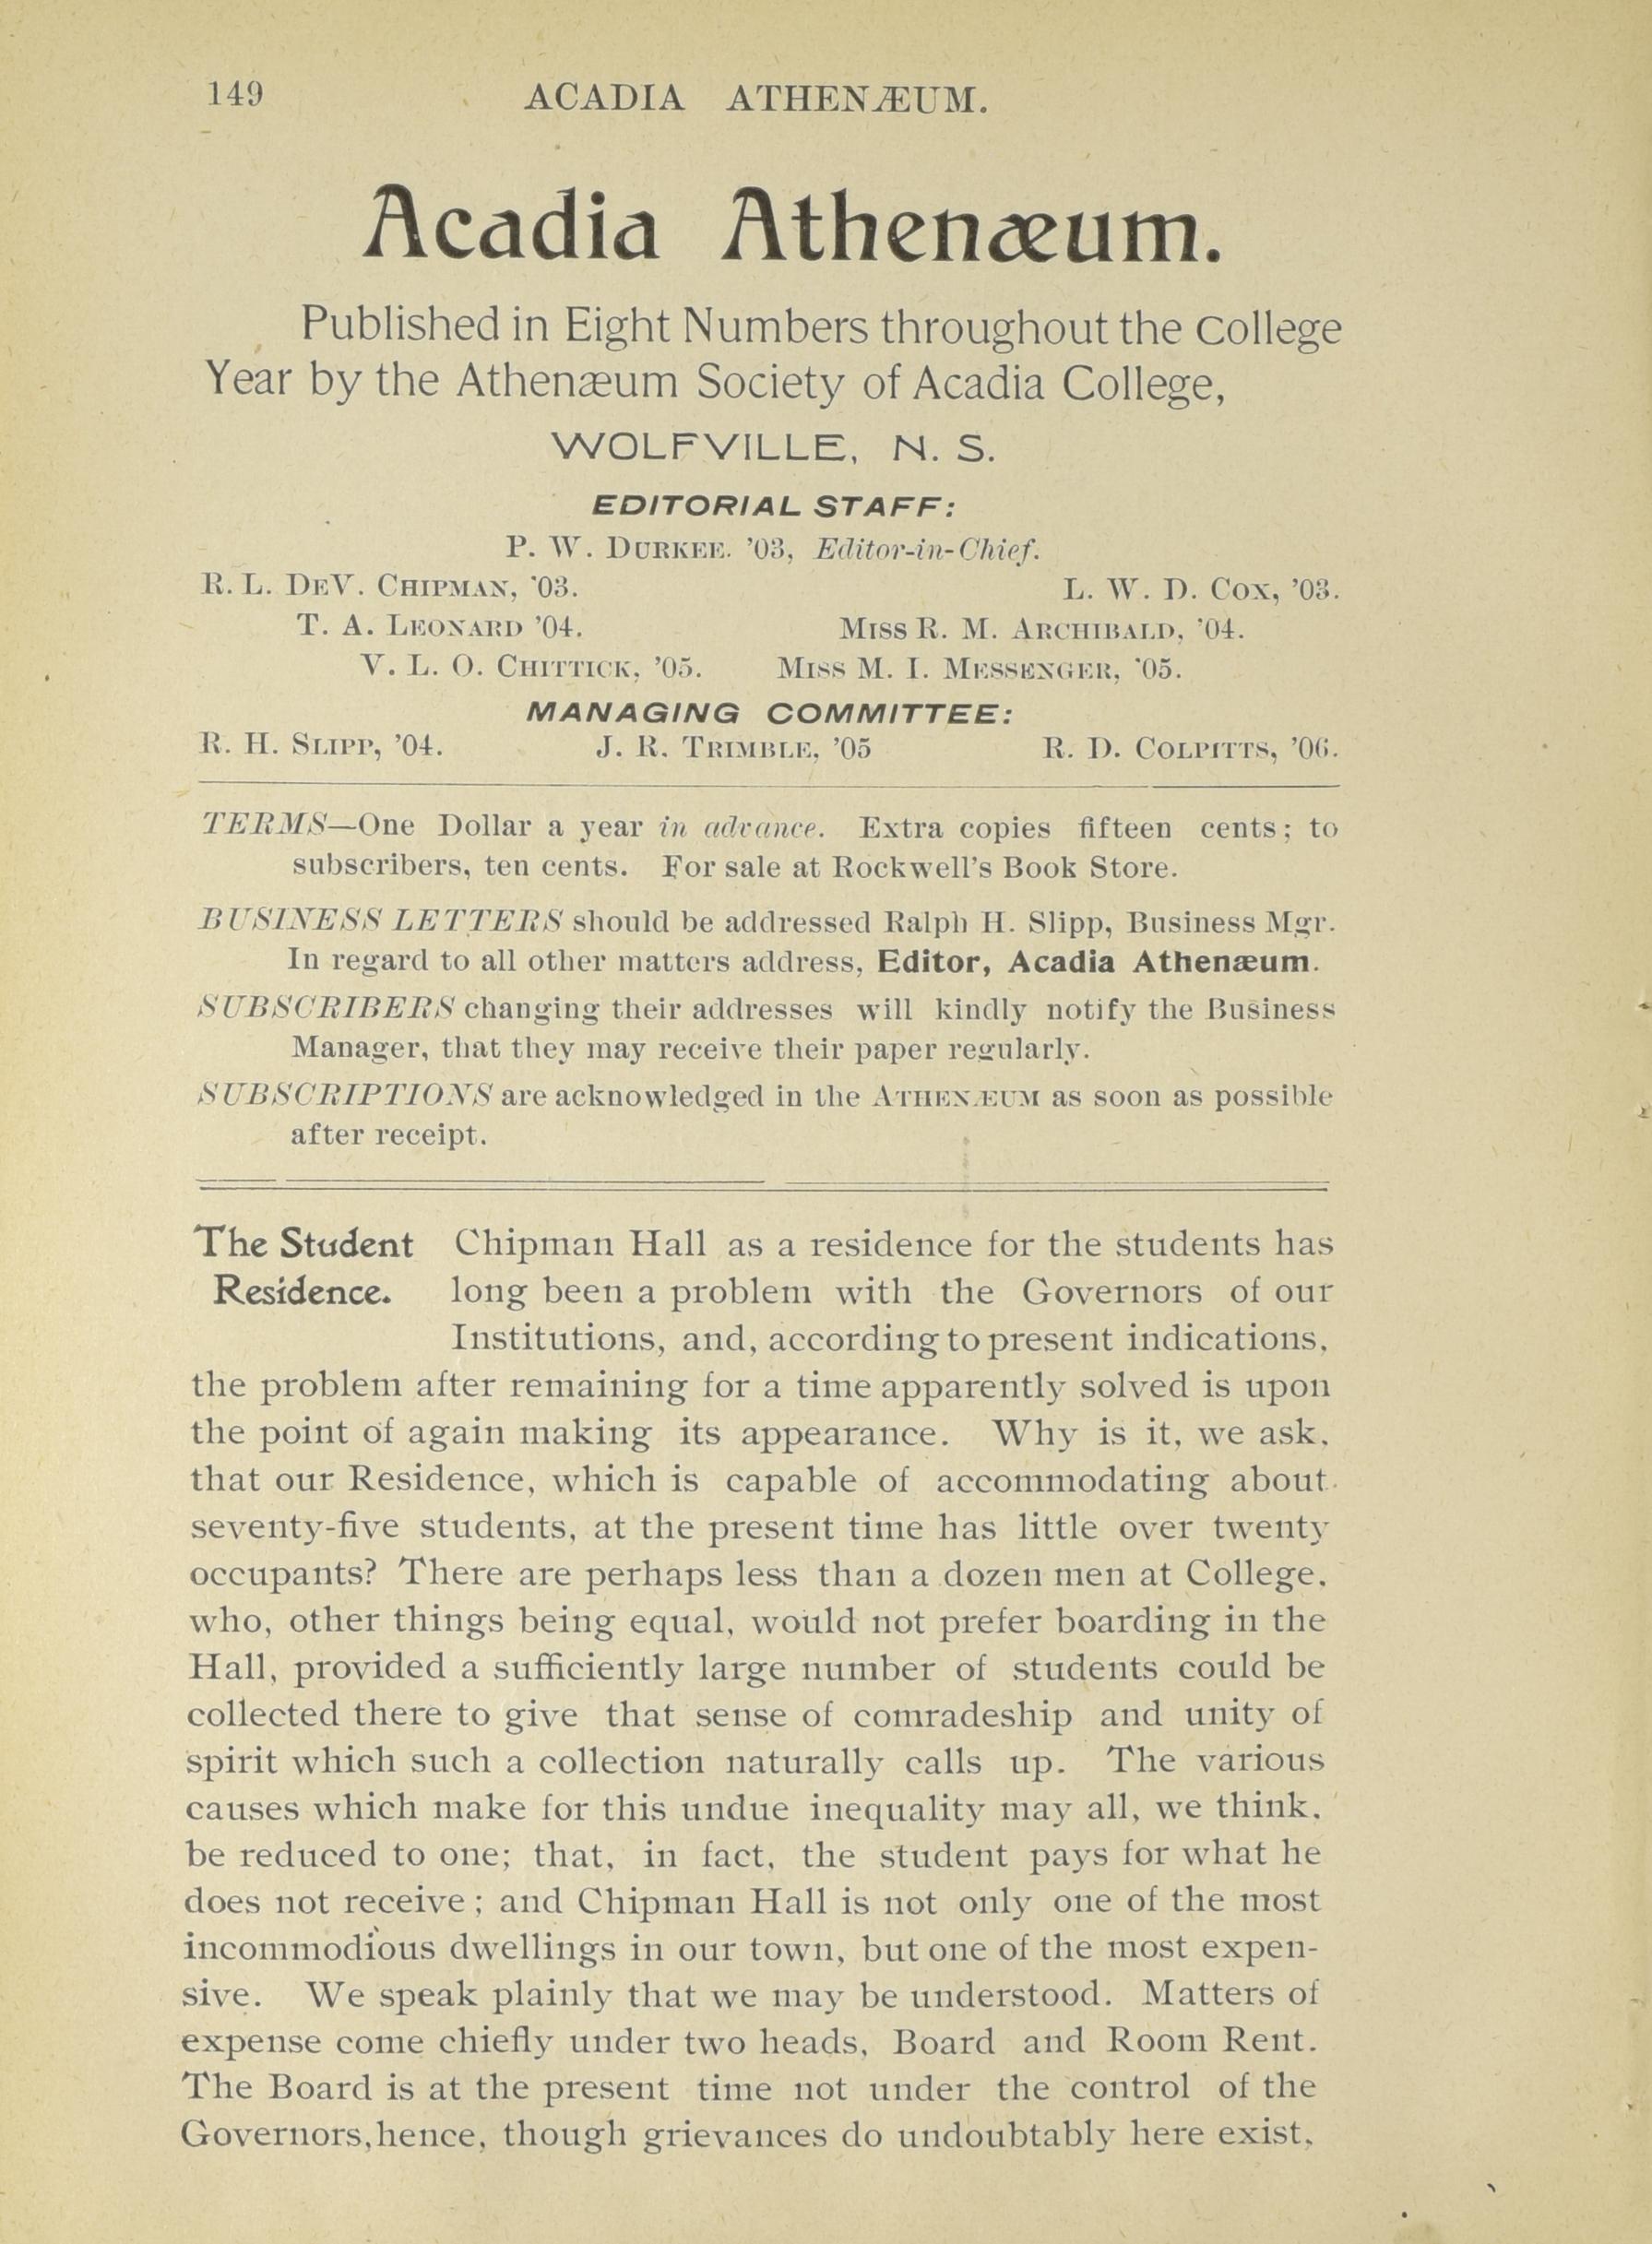 149 ACADIA ATHENÆUM.
Acadia Athenæum.
Published in Eight Numbers throughout the College
Year by the Athenæum Society of Acadia College,
WOLFVILLE, N. S.
EDITORIAL STAFF:
P. W. DURKEE. '03, Editor-in-Chief.
R. L. DEV. CHIPMAN, '03. L. W. D. COX, '03.
T. A. LEONARD '04. MISS R. M. ARCHIBALD, '04.
V. L. O. CHITTICK, '05. MISS M. I. MESSENGER, '05.
MANAGING COMMITTEE:
R. H. SLIPP, '04. J. R. TRIMBLE, '05 R. D. COLPITTS, '06.
TERMS—One Dollar a year in advance. Extra copies fifteen cents; to
subscribers, ten cents. For sale at Rockwell's Book Store.
BUSINESS LETTERS should be addressed Ralph H. Slipp, Business Mgr.
In regard to all other matters address, Editor, Acadia Athenæum.
SUBSCRIBERS changing their addresses will kindly notify the Business
Manager, that they may receive their paper regularly.
SUBSCRIPTIONS are acknowledged in the ATHENÆUM as soon as possible
after receipt.
The Student Chipman Hall as a residence for the students has
Residence. long been a problem with the Governors of our
Institutions, and, according to present indications,
the problem after remaining for a time apparently solved is upon
the point of again making its appearance. Why is it, we ask,
that our Residence, which is capable of accommodating about
seventy-five students, at the present time has little over twenty
occupants? There are perhaps less than a dozen men at College,
who, other things being equal, would not prefer boarding in the
Hall, provided a sufficiently large number of students could be
collected there to give that sense of comradeship and unity of
spirit which such a collection naturally calls up. The various
causes which make for this undue inequality may all, we think,
be reduced to one; that, in fact, the student pays for what he
does not receive; and Chipman Hall is not only one of the most
incommodious dwellings in our town, but one of the most expen-
sive. We speak plainly that we may be understood. Matters of
expense come chiefly under two heads, Board and Room Rent.
The Board is at the present time not under the control of the
Governors, hence, though grievances do undoubtably here exist,